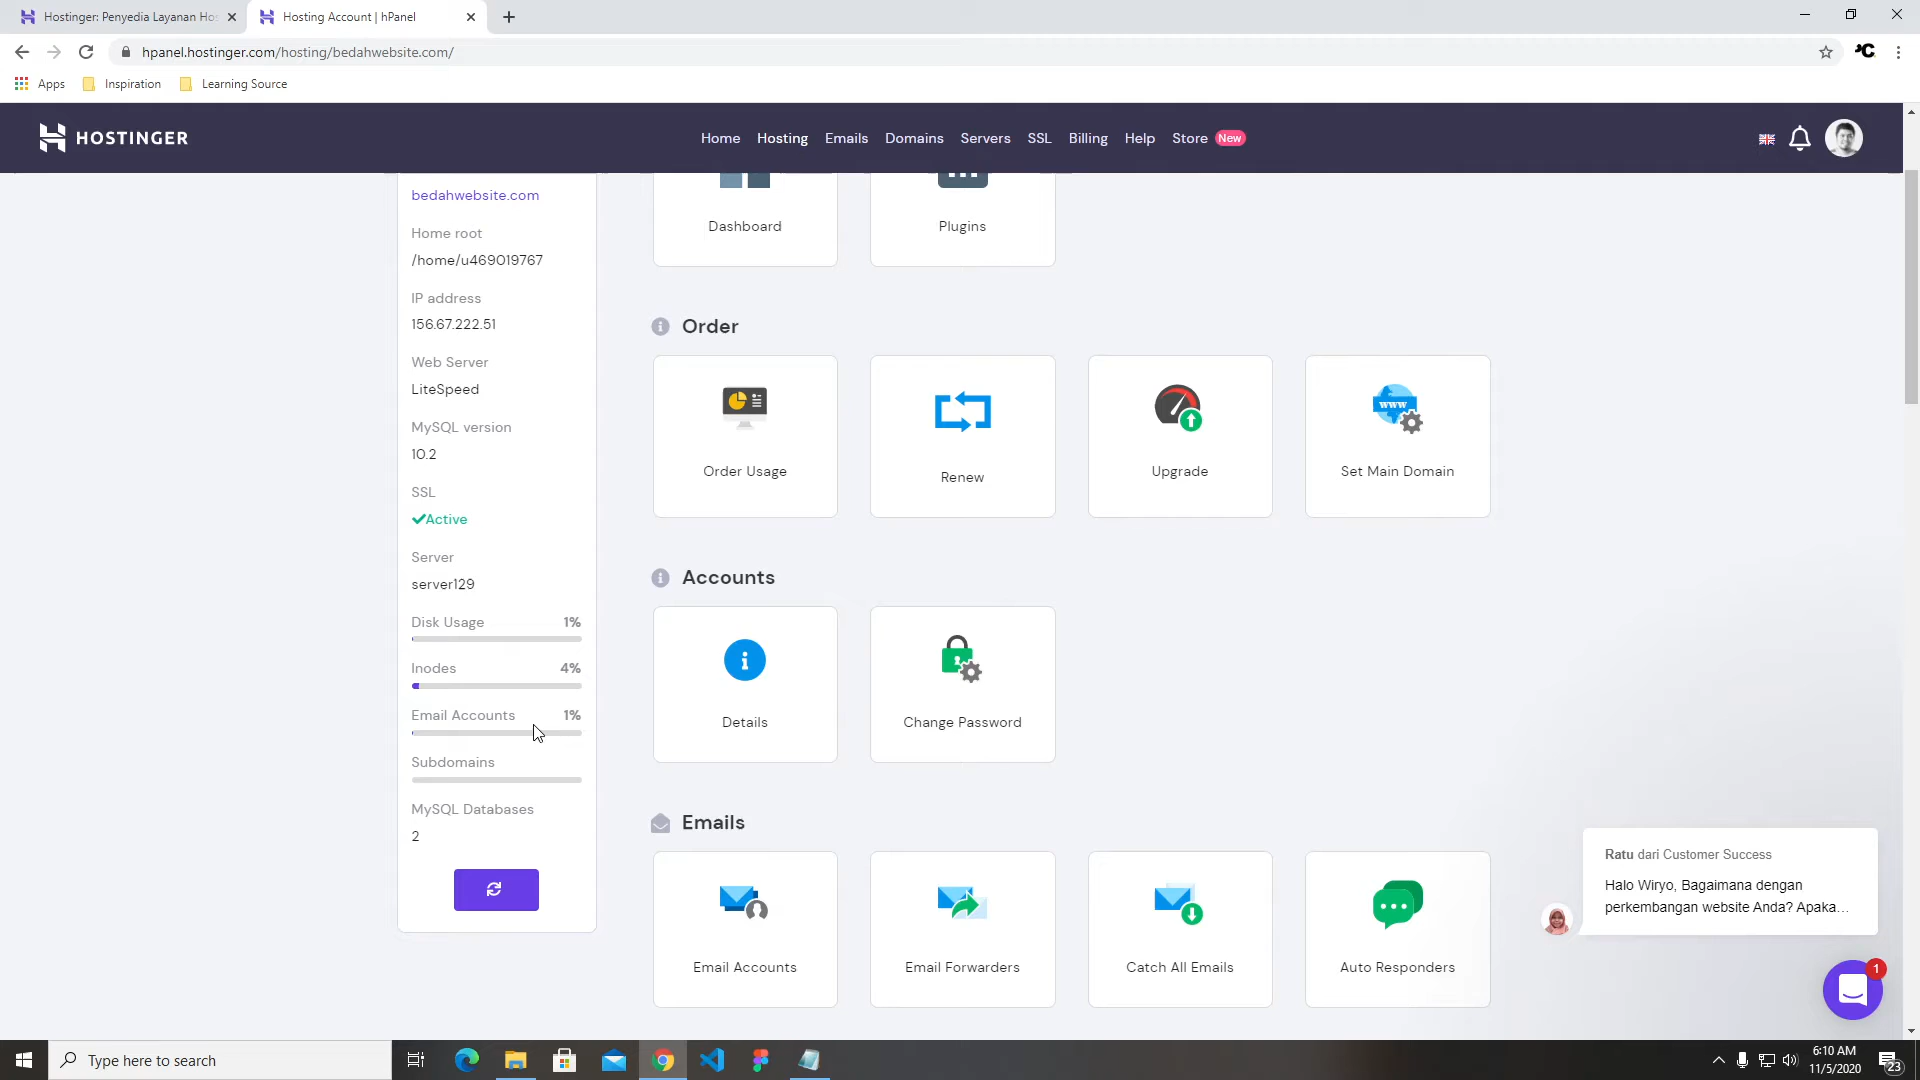 Hostinger: Penyedia Layanan Ho
Hosting Account | hPanel
hpanel.hostinger.com/hosting/bedahwebsite.com/
Apps
Inspiration
Learning Source
HOSTINGER
Home
Hosting
Emails
Domains
Servers
SSL
Billing
Help
Store
New
bedahwebsite.com
Home root
/home/u469019767
IP address
156.67.222.51
Web Server
LiteSpeed
MySQL version
10.2
SSL
Active
Server
server129
Disk Usage 1%
Inodes 4%
Email Accounts 1%
Subdomains
MySQL Databases
2
Dashboard
Plugins
Order
www
Order Usage
Renew
Upgrade
Set Main Domain
Accounts
Details
Change Password
Emails
Email Accounts
Email Forwarders
Catch All Emails
Auto Responders
Ratu dari Customer Success
Halo Wiryo, Bagaimana dengan
perkembangan website Anda? Apaka...
1
Type here to search
6:10 AM
11/5/2020
23